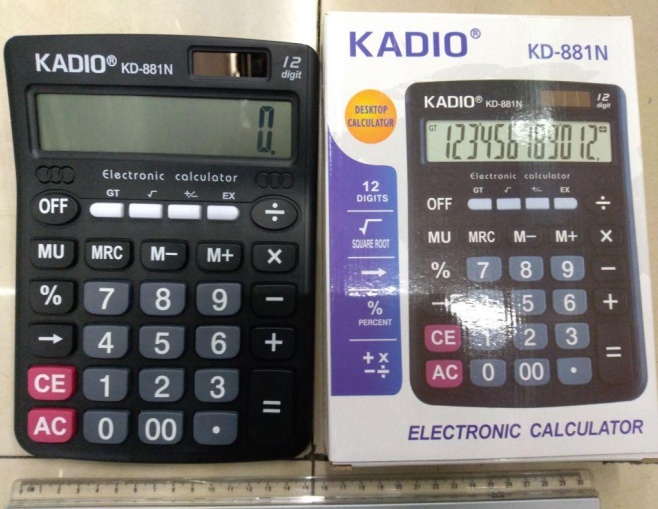 KADIO® KD-881N
12
digit
0.
Electronic calculator
GT √ +/- EX
OFF ÷
MU MRC M− M+ ×
% 7 8 9 −
→ 4 5 6 +
CE 1 2 3
AC 0 00 • =
KADIO®
KD-881N
DESKTOP
CALCULATOR
12
DIGITS
√
SQUARE ROOT
→
%
PERCENT
+ ×
− ÷
KADIO® KD-881N
12
digit
GT
123456789012.
Electronic calculator
GT √ +/- EX
OFF ÷
MU MRC M− M+ ×
% 7 8 9 −
→ 5 6 +
CE 1 2 3
AC 0 00 • =
ELECTRONIC CALCULATOR